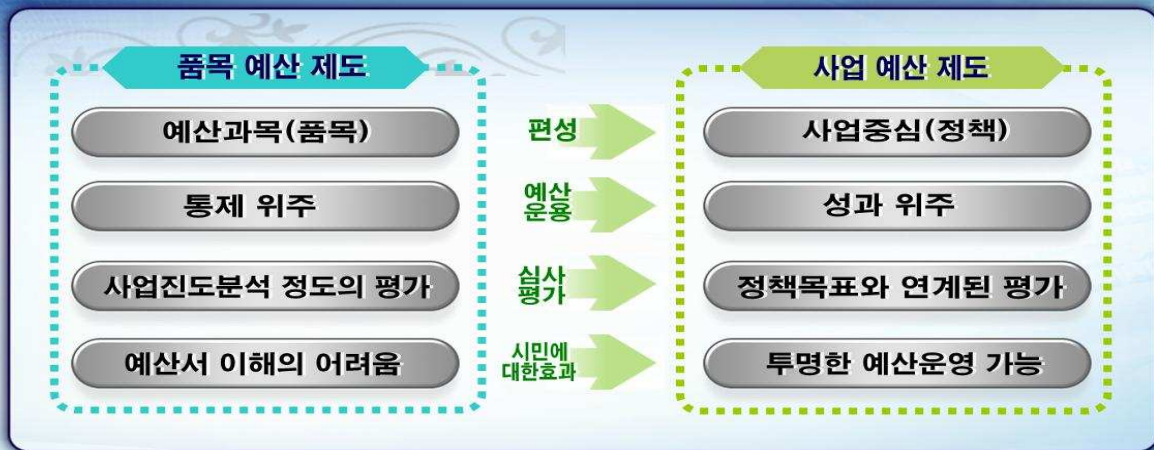 품목 예산 제도
사업 예산 제도
예산과목(품목)
편성
사업중심(정책)
통제 위주
예산
운용
성과 위주
사업진도분석 정도의 평가
심사
평가
정책목표와 연계된 평가
예산서 이해의 어려움
시민에
대한효과
투명한 예산운영 가능